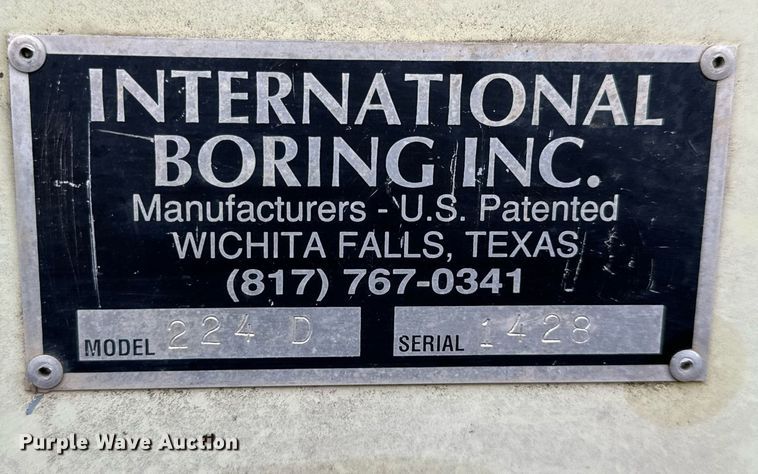 INTERNATIONAL
BORING INC.
Manufacturers - U.S. Patented
WICHITA FALLS, TEXAS
(817) 767-0341
MODEL 224 D SERIAL 1428
Purple Wave Auction